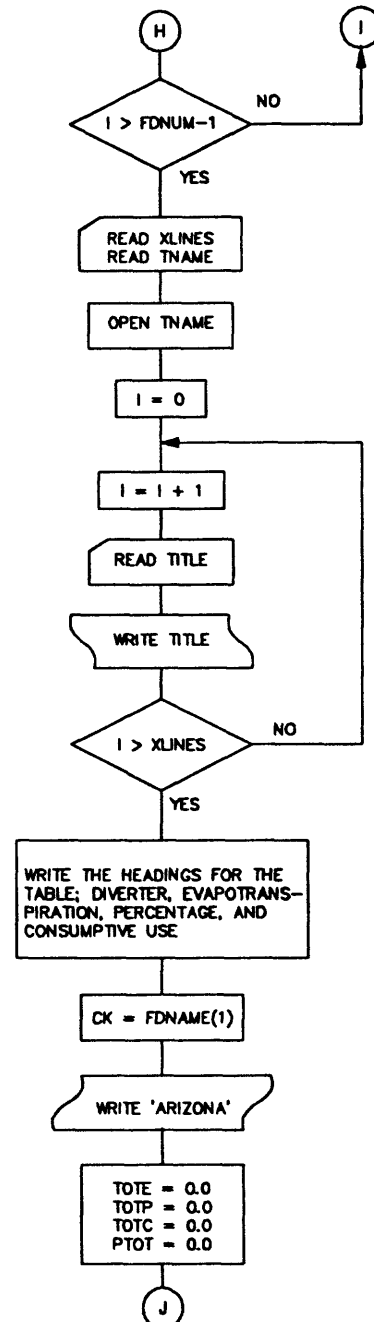 H
I
I > FDNUM-1
NO
YES
READ XLINES
READ TNAME
OPEN TNAME
I = 0
I = I + 1
READ TITLE
WRITE TITLE
I > XLINES
NO
YES
WRITE THE HEADINGS FOR THE
TABLE; DIVERTER, EVAPOTRANS-
PIRATION, PERCENTAGE, AND
CONSUMPTIVE USE
CK = FDNAME(1)
WRITE 'ARIZONA'
TOTE = 0.0
TOTP = 0.0
TOTC = 0.0
PTOT = 0.0
J